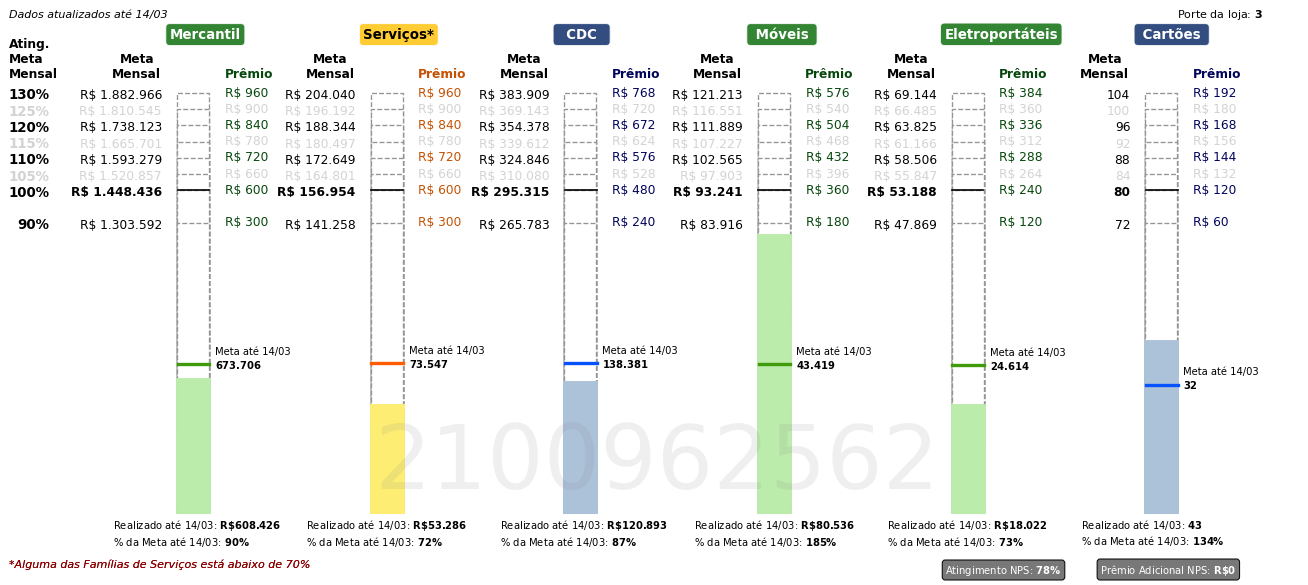 Dados atualizados até 14/03
Porte da loja: 3
Mercantil Serviços* CDC Móveis Eletroportáteis Cartões
Ating. Meta Mensal
Meta Mensal Prêmio Meta Mensal Prêmio Meta Mensal Prêmio Meta Mensal Prêmio Meta Mensal Prêmio Meta Mensal Prêmio
130% R$ 1.882.966 R$ 960 R$ 204.040 R$ 960 R$ 383.909 R$ 768 R$ 121.213 R$ 576 R$ 69.144 R$ 384 104 R$ 192
125% R$ 1.810.545 R$ 900 R$ 196.192 R$ 900 R$ 369.143 R$ 720 R$ 116.551 R$ 540 R$ 66.485 R$ 360 100 R$ 180
120% R$ 1.738.123 R$ 840 R$ 188.344 R$ 840 R$ 354.378 R$ 672 R$ 111.889 R$ 504 R$ 63.825 R$ 336 96 R$ 168
115% R$ 1.665.701 R$ 780 R$ 180.497 R$ 780 R$ 339.612 R$ 624 R$ 107.227 R$ 468 R$ 61.166 R$ 312 92 R$ 156
110% R$ 1.593.279 R$ 720 R$ 172.649 R$ 720 R$ 324.846 R$ 576 R$ 102.565 R$ 432 R$ 58.506 R$ 288 88 R$ 144
105% R$ 1.520.857 R$ 660 R$ 164.801 R$ 660 R$ 310.080 R$ 528 R$ 97.903 R$ 396 R$ 55.847 R$ 264 84 R$ 132
100% R$ 1.448.436 R$ 600 R$ 156.954 R$ 600 R$ 295.315 R$ 480 R$ 93.241 R$ 360 R$ 53.188 R$ 240 80 R$ 120
90% R$ 1.303.592 R$ 300 R$ 141.258 R$ 300 R$ 265.783 R$ 240 R$ 83.916 R$ 180 R$ 47.869 R$ 120 72 R$ 60
Meta até 14/03 Meta até 14/03 Meta até 14/03 Meta até 14/03 Meta até 14/03
673.706 73.547 138.381 43.419 24.614
Meta até 14/03
32
2100962562
Realizado até 14/03: R$608.426 Realizado até 14/03: R$53.286 Realizado até 14/03: R$120.893 Realizado até 14/03: R$80.536 Realizado até 14/03: R$18.022 Realizado até 14/03: 43
% da Meta até 14/03: 90% % da Meta até 14/03: 72% % da Meta até 14/03: 87% % da Meta até 14/03: 185% % da Meta até 14/03: 73% % da Meta até 14/03: 134%
*Alguma das Famílias de Serviços está abaixo de 70%
Atingimento NPS: 78% Prêmio Adicional NPS: R$0